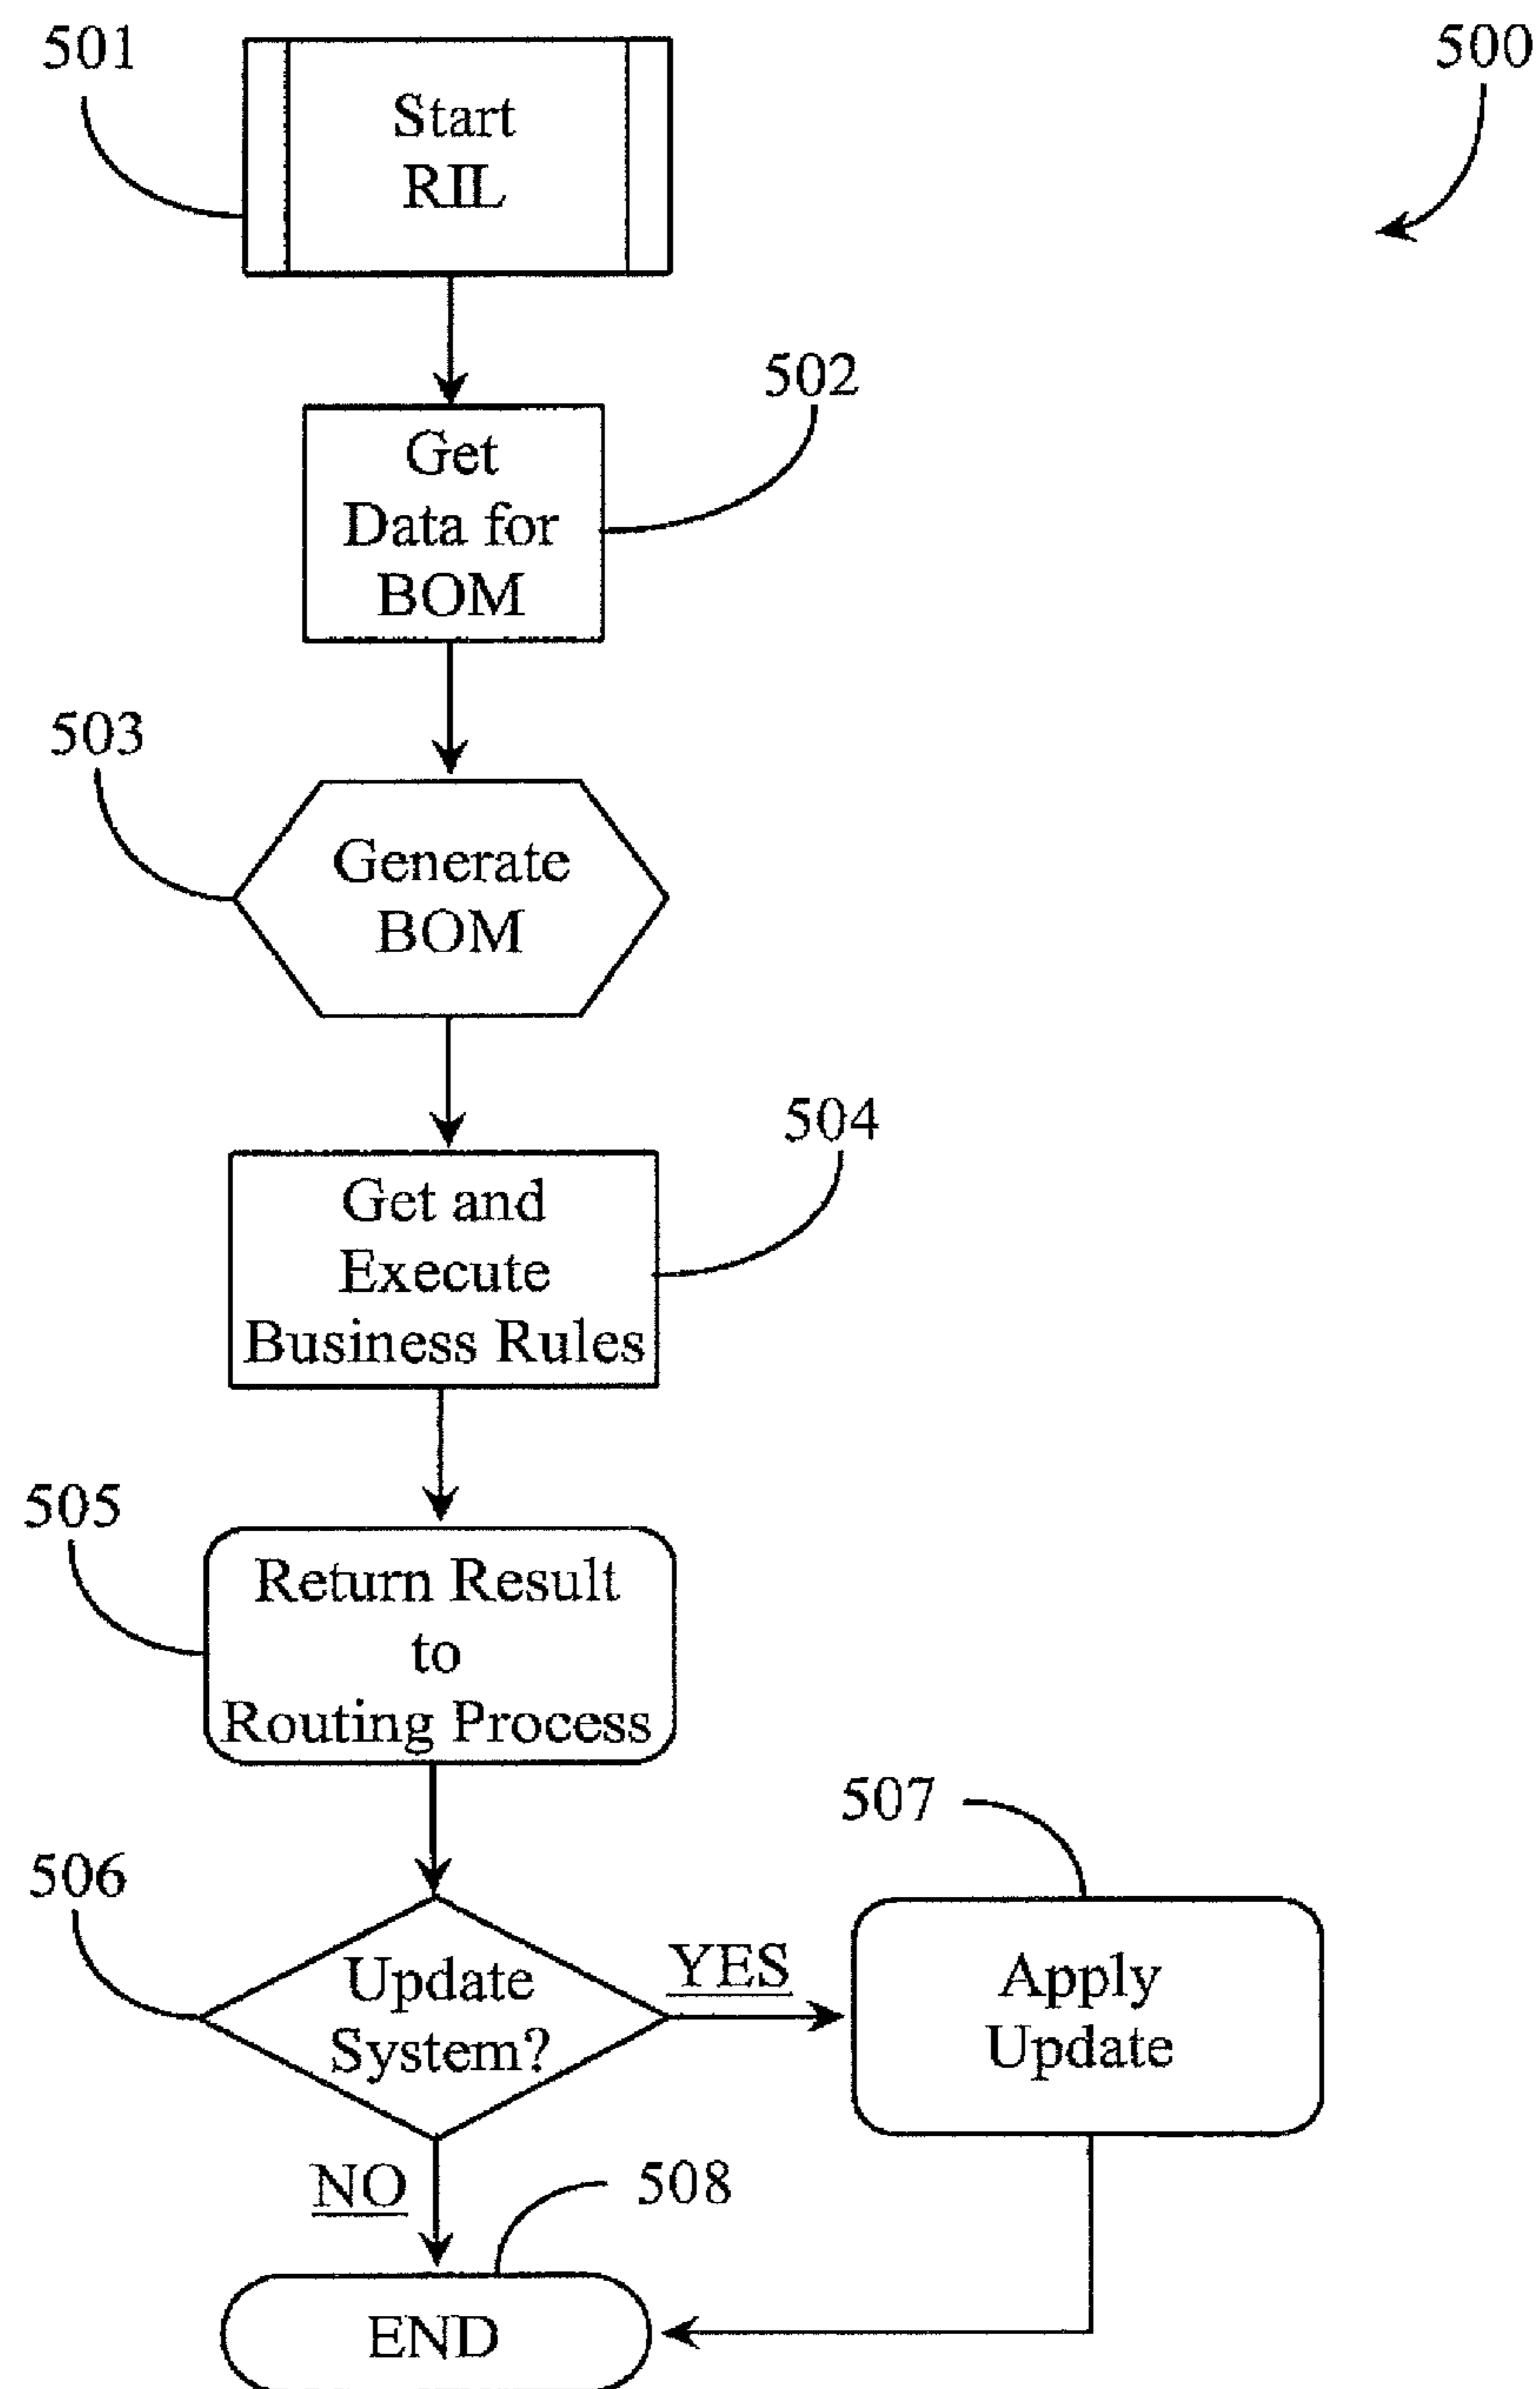 501
500
Start
RIL
502
Get
Data for
BOM
503
Generate
BOM
504
Get and
Execute
Business Rules
505
Return Result
to
Routing Process
507
506
Update
System?
YES
Apply
Update
NO
508
END